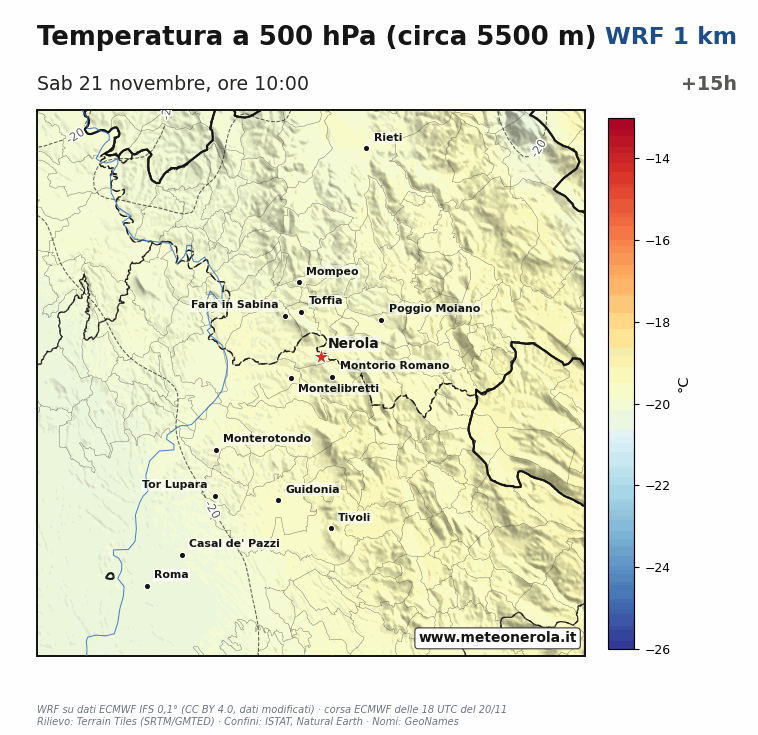 Temperatura a 500 hPa (circa 5500 m) WRF 1 km
Sab 21 novembre, ore 10:00 +15h
-20
-20
Rieti
Mompeo
Toffia
Fara in Sabina
Poggio Moiano
Nerola
Montorio Romano
Montelibretti
Monterotondo
Tor Lupara
Guidonia
-20
Tivoli
Casal de' Pazzi
Roma
www.meteonerola.it
−14
−16
−18
−20
−22
−24
−26
°C
WRF su dati ECMWF IFS 0,1° (CC BY 4.0, dati modificati) · corsa ECMWF delle 18 UTC del 20/11
Rilievo: Terrain Tiles (SRTM/GMTED) · Confini: ISTAT, Natural Earth · Nomi: GeoNames